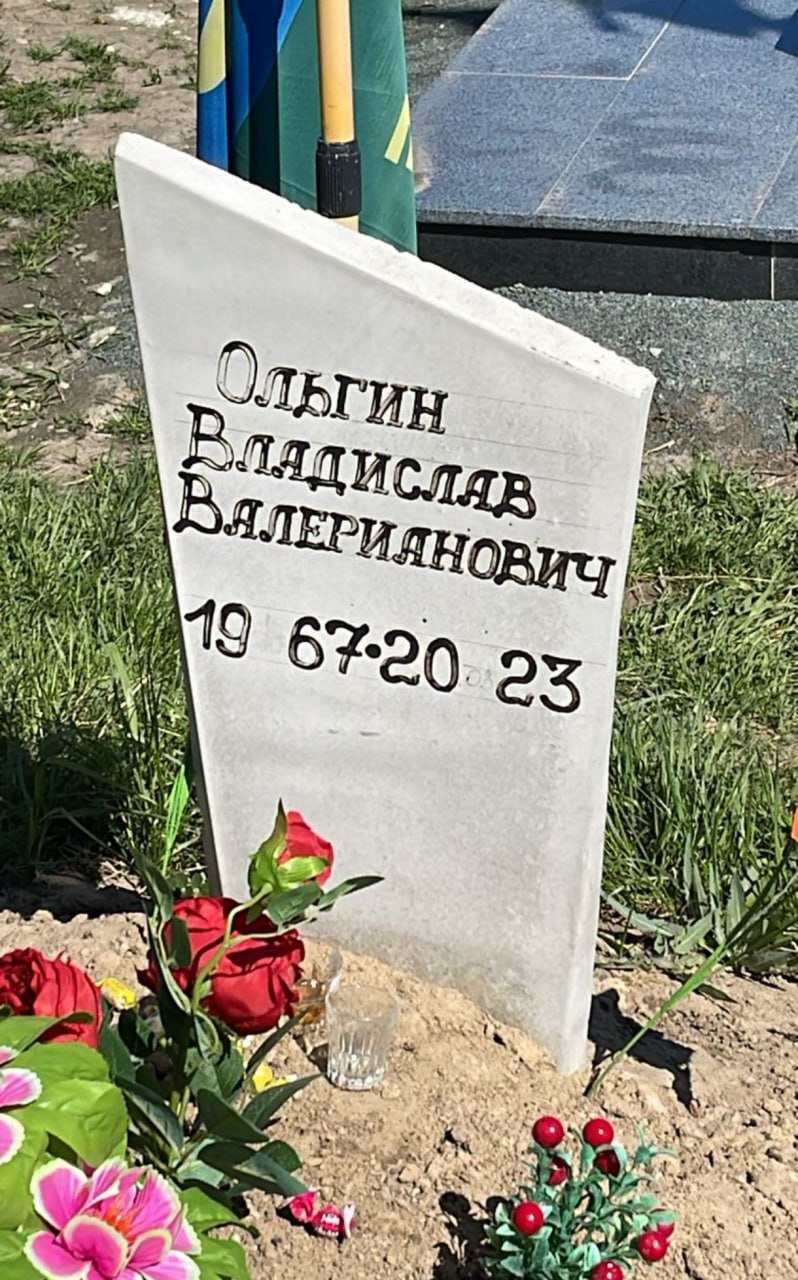 Ольгин
Владислав
Валерианович
19 67·20 23